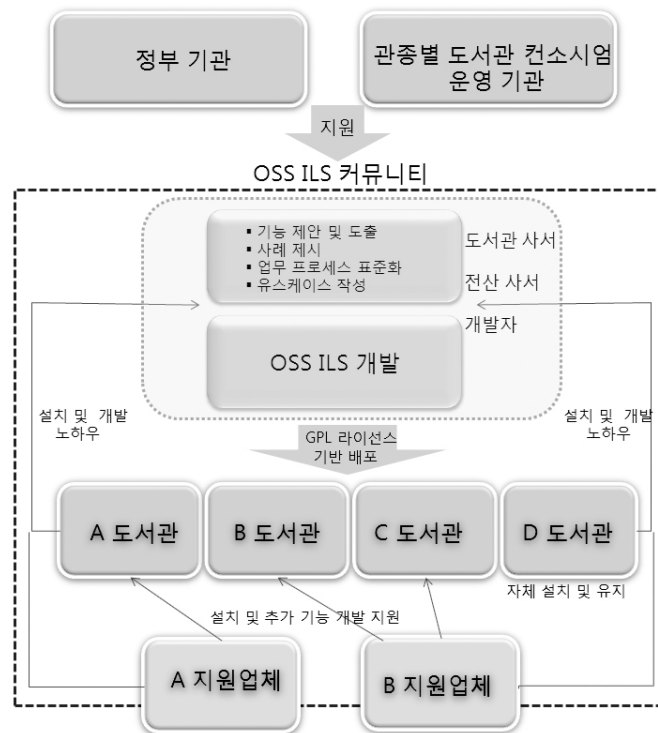 정부 기관
관종별 도서관 컨소시엄
운영 기관
지원
OSS ILS 커뮤니티
▪ 기능 제안 및 도출
▪ 사례 제시
▪ 업무 프로세스 표준화
▪ 유스케이스 작성
도서관 사서
전산 사서
개발자
OSS ILS 개발
설치 및 개발
노하우
설치 및 개발
노하우
GPL 라이선스
기반 배포
A 도서관
B 도서관
C 도서관
D 도서관
자체 설치 및 유지
설치 및 추가 기능 개발 지원
A 지원업체
B 지원업체